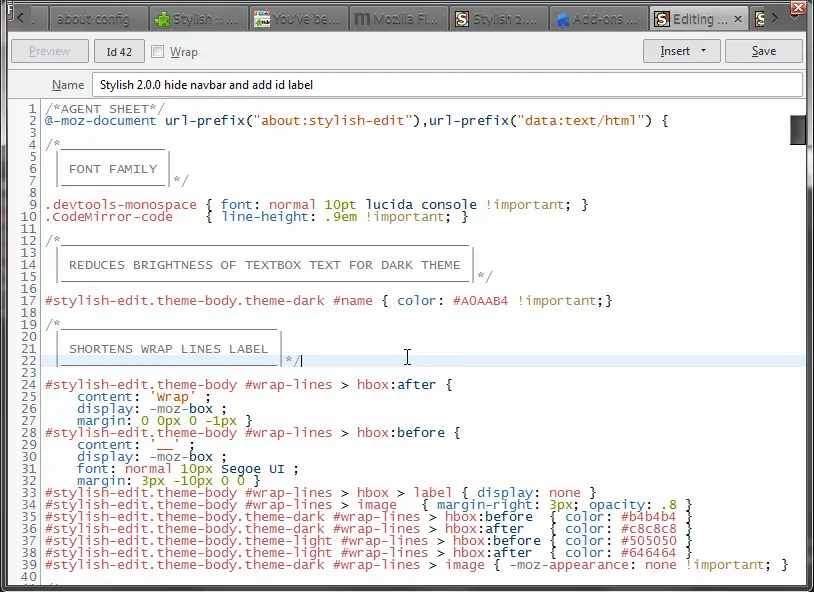 about config
Stylish :: ...
You've be...
Mozilla Fi...
Stylish 2....
Add-ons ...
Editing ...
Preview
Id 42
Wrap
Insert
Save
Name
Stylish 2.0.0 hide navbar and add id label
1 /*AGENT SHEET*/
2 @-moz-document url-prefix("about:stylish-edit"),url-prefix("data:text/html") {
3
4 /*
5
6 FONT FAMILY
7 */
8
9 .devtools-monospace { font: normal 10pt lucida console !important; }
10 .CodeMirror-code { line-height: .9em !important; }
11
12 /*
13
14 REDUCES BRIGHTNESS OF TEXTBOX TEXT FOR DARK THEME
15 */
16
17 #stylish-edit.theme-body.theme-dark #name { color: #A0AAB4 !important;}
18
19 /*
20
21 SHORTENS WRAP LINES LABEL
22 */
23
24 #stylish-edit.theme-body #wrap-lines > hbox:after {
25 content: 'Wrap' ;
26 display: -moz-box ;
27 margin: 0 0px 0 -1px }
28 #stylish-edit.theme-body #wrap-lines > hbox:before {
29 content: '__' ;
30 display: -moz-box ;
31 font: normal 10px Segoe UI ;
32 margin: 3px -10px 0 0 }
33 #stylish-edit.theme-body #wrap-lines > hbox > label { display: none }
34 #stylish-edit.theme-body #wrap-lines > image { margin-right: 3px; opacity: .8 }
35 #stylish-edit.theme-body.theme-dark #wrap-lines > hbox:before { color: #b4b4b4 }
36 #stylish-edit.theme-body.theme-dark #wrap-lines > hbox:after { color: #c8c8c8 }
37 #stylish-edit.theme-body.theme-light #wrap-lines > hbox:before { color: #505050 }
38 #stylish-edit.theme-body.theme-light #wrap-lines > hbox:after { color: #646464 }
39 #stylish-edit.theme-body.theme-dark #wrap-lines > image { -moz-appearance: none !important; }
40